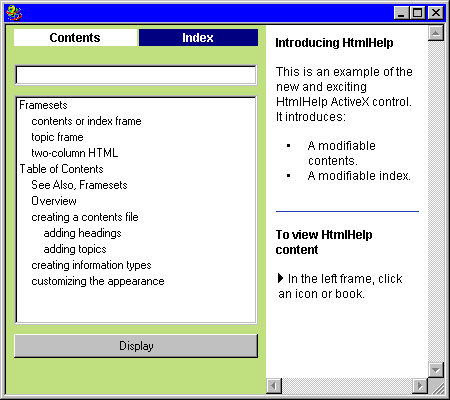 Contents Index
Framesets
contents or index frame
topic frame
two-column HTML
Table of Contents
See Also, Framesets
Overview
creating a contents file
adding headings
adding topics
creating information types
customizing the appearance
Display
Introducing HtmlHelp
This is an example of the
new and exciting
HtmlHelp ActiveX control.
It introduces:
• A modifiable
contents.
• A modifiable index.
To view HtmlHelp
content
In the left frame, click
an icon or book.